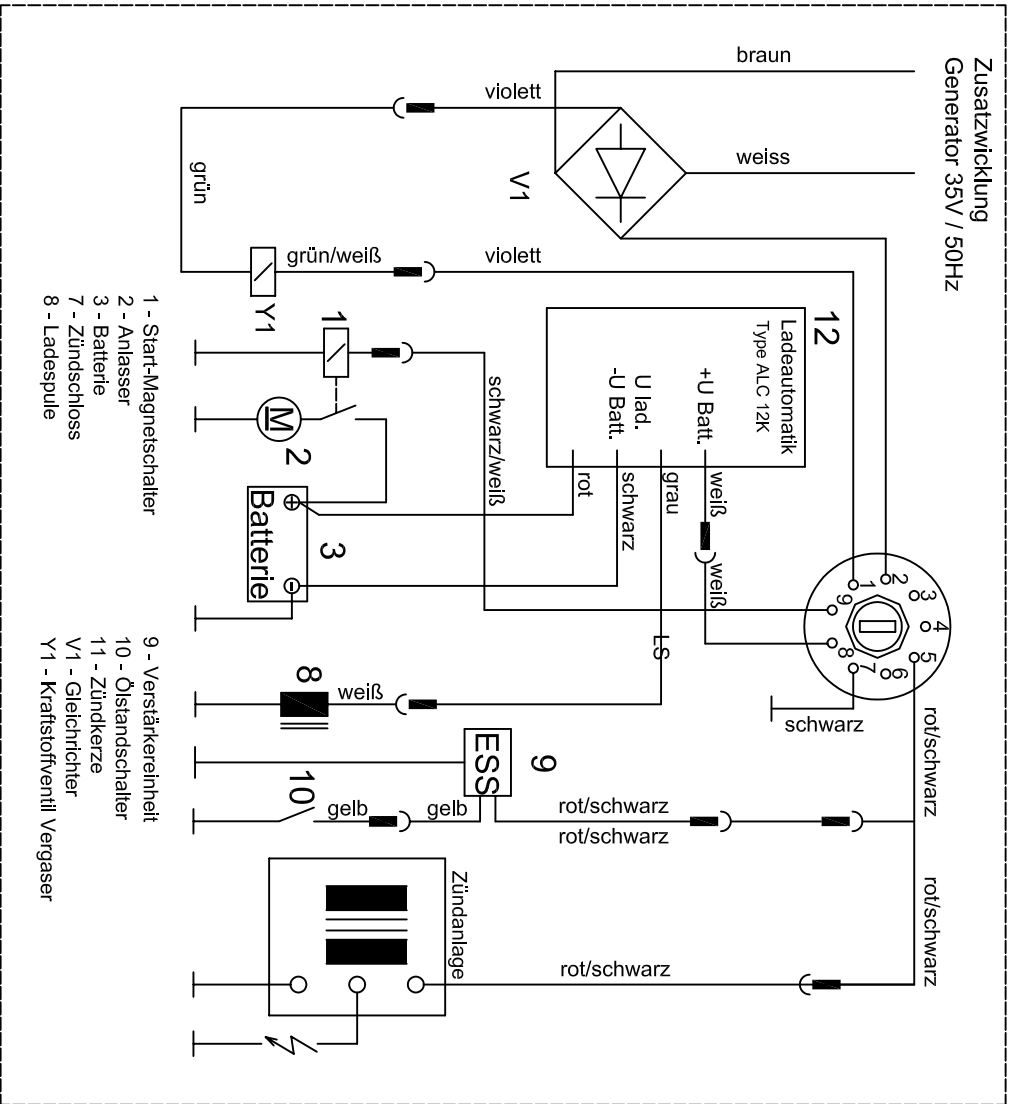 Zusatzwicklung
Generator 35V / 50Hz
braun
weiss
violett
V1
grün
grün/weiß
violett
Y1
12
Ladeautomatik
Type ALC 12K
+U Batt.
U lad.
-U Batt.
weiß
grau
schwarz
rot
weiß
1
2
3
4
5
6
7
8
9
schwarz
rot/schwarz
rot/schwarz
1
schwarz/weiß
M
2
Batterie
+
-
3
LS
8
weiß
ESS
9
10
gelb
gelb
rot/schwarz
rot/schwarz
Zündanlage
rot/schwarz
1 - Start-Magnetschalter
2 - Anlasser
3 - Batterie
7 - Zündschloss
8 - Ladespule
9 - Verstärkereinheit
10 - Ölstandschalter
11 - Zündkerze
V1 - Gleichrichter
Y1 - Kraftstoffventil Vergaser